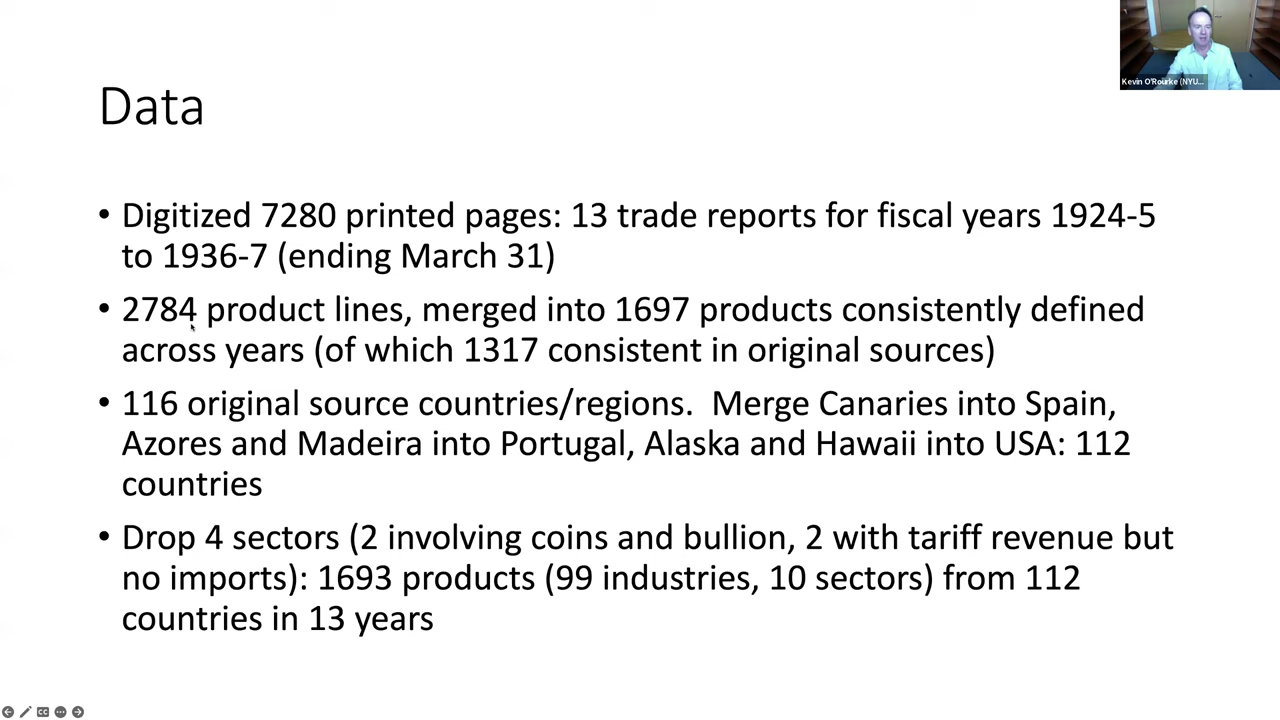 Kevin O'Rourke (NYU...
Data
• Digitized 7280 printed pages: 13 trade reports for fiscal years 1924-5
to 1936-7 (ending March 31)
• 2784 product lines, merged into 1697 products consistently defined
across years (of which 1317 consistent in original sources)
• 116 original source countries/regions.  Merge Canaries into Spain,
Azores and Madeira into Portugal, Alaska and Hawaii into USA: 112
countries
• Drop 4 sectors (2 involving coins and bullion, 2 with tariff revenue but
no imports): 1693 products (99 industries, 10 sectors) from 112
countries in 13 years
CC